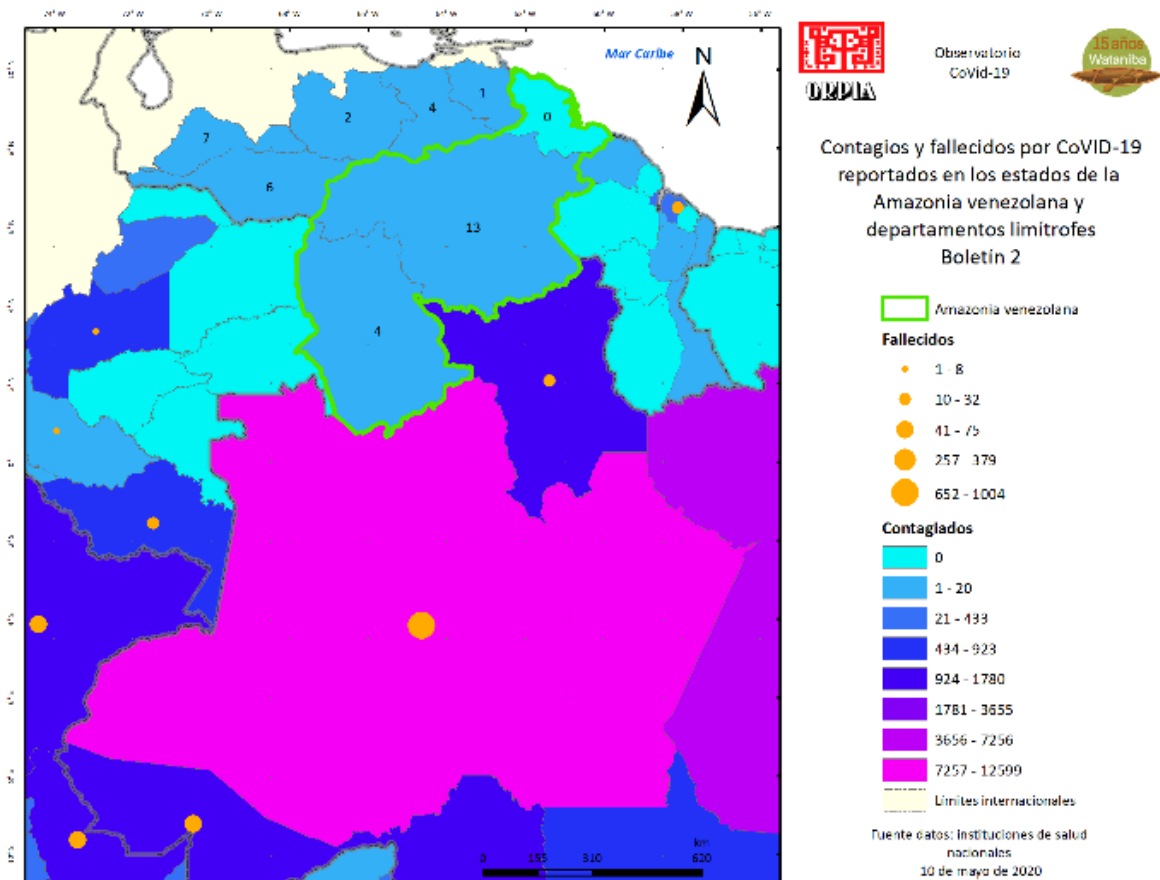 Mar Caribe
N
1
4
2
0
7
6
13
4
km
0 155 310 620
ORPIA
Observatorio
CoVid-19
15 años
Wataniba
Contagios y fallecidos por CoVID-19
reportados en los estados de la
Amazonia venezolana y
departamentos limítrofes
Boletín 2
Amazonia venezolana
Fallecidos
1 - 8
10 - 32
41 - 75
257 - 379
652 - 1004
Contagiados
0
1 - 20
21 - 433
434 - 923
924 - 1780
1781 - 3655
3656 - 7256
7257 - 12599
Limites internacionales
Fuente datos: instituciones de salud
nacionales
10 de mayo de 2020